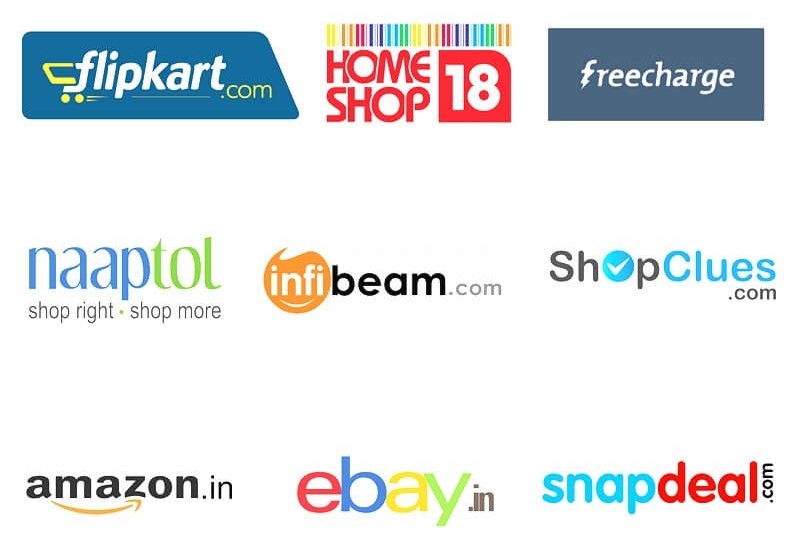 flipkart.com
HOME
SHOP 18
freecharge
naaptol
shop right • shop more
infibeam.com
ShopClues
.com
amazon.in
ebay.in
snapdeal.com